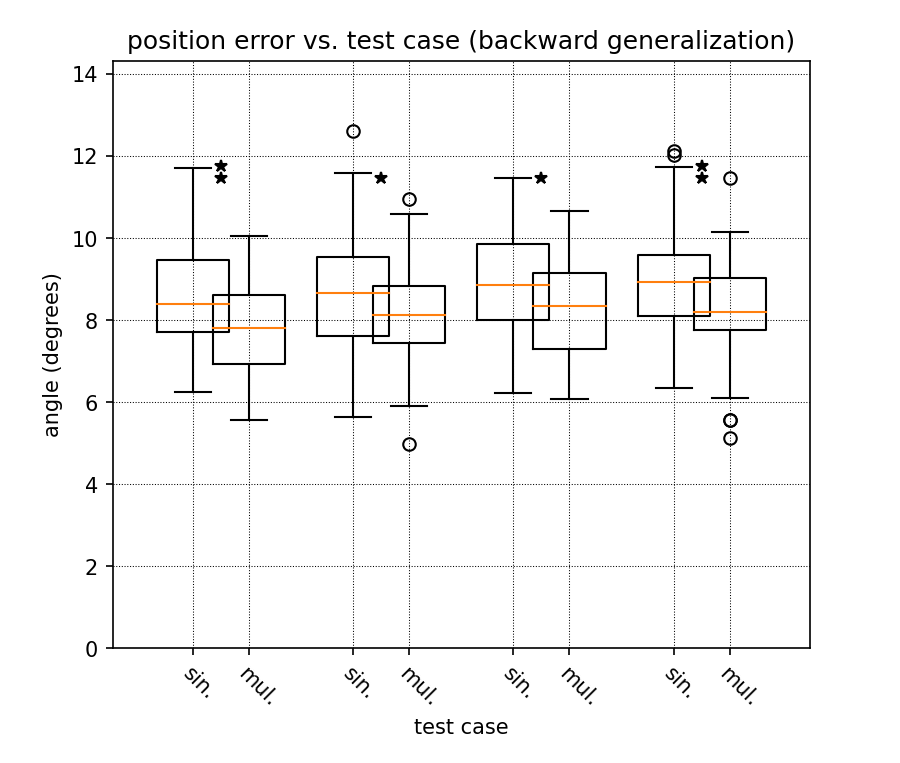 position error vs. test case (backward generalization)
14
12
10
8
6
4
2
0
angle (degrees)
sin. mul. sin. mul. sin. mul. sin. mul.
test case